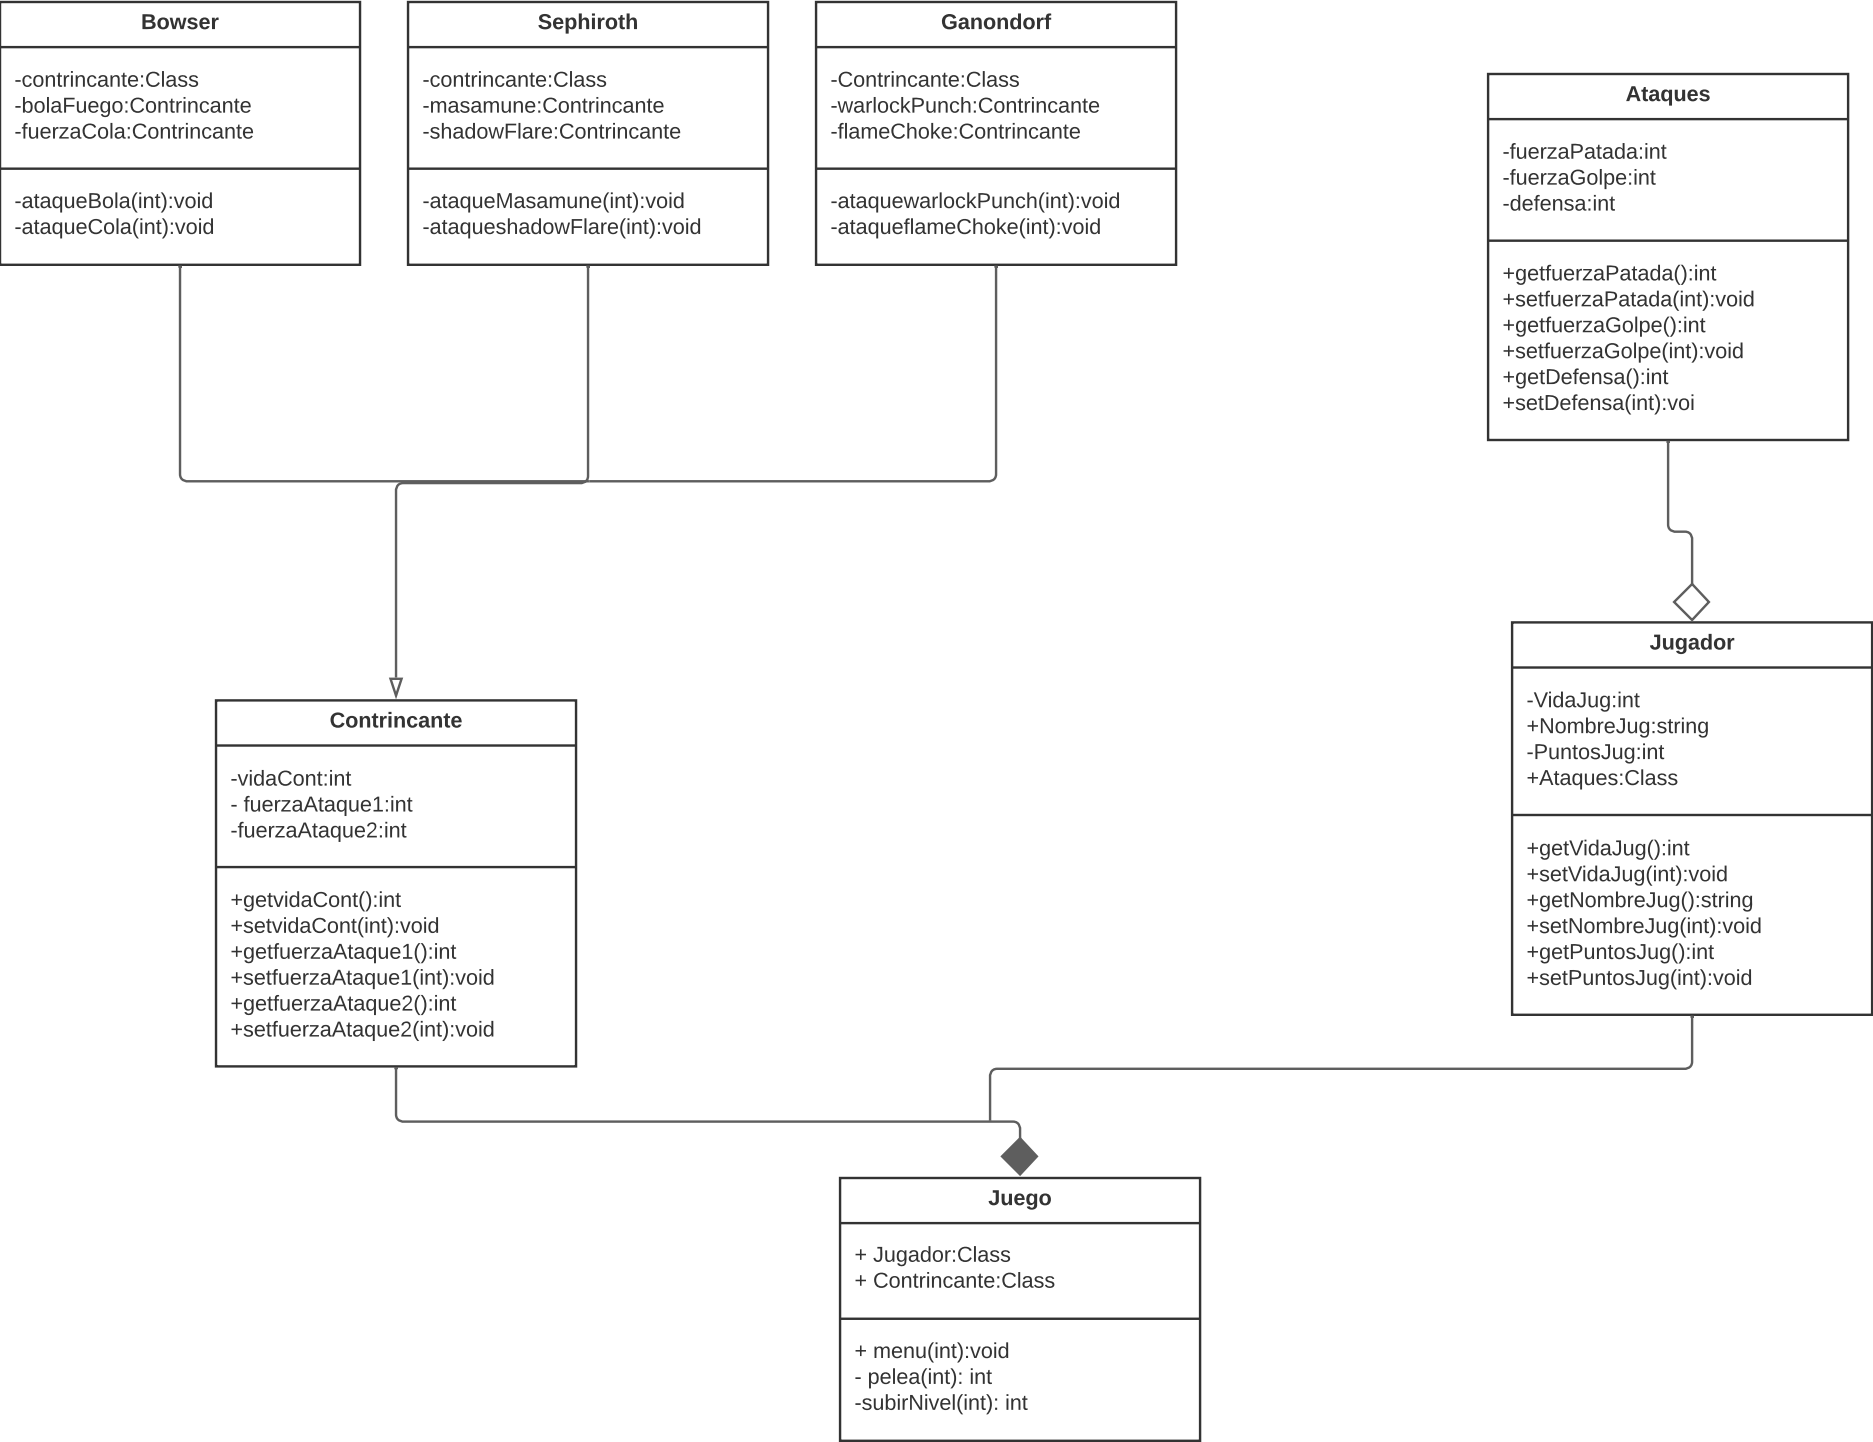 Bowser
-contrincante:Class
-bolaFuego:Contrincante
-fuerzaCola:Contrincante
-ataqueBola(int):void
-ataqueCola(int):void
Sephiroth
-contrincante:Class
-masamune:Contrincante
-shadowFlare:Contrincante
-ataqueMasamune(int):void
-ataqueshadowFlare(int):void
Ganondorf
-Contrincante:Class
-warlockPunch:Contrincante
-flameChoke:Contrincante
-ataquewarlockPunch(int):void
-ataqueflameChoke(int):void
Ataques
-fuerzaPatada:int
-fuerzaGolpe:int
-defensa:int
+getfuerzaPatada():int
+setfuerzaPatada(int):void
+getfuerzaGolpe():int
+setfuerzaGolpe(int):void
+getDefensa():int
+setDefensa(int):voi
Contrincante
-vidaCont:int
- fuerzaAtaque1:int
-fuerzaAtaque2:int
+getvidaCont():int
+setvidaCont(int):void
+getfuerzaAtaque1():int
+setfuerzaAtaque1(int):void
+getfuerzaAtaque2():int
+setfuerzaAtaque2(int):void
Jugador
-VidaJug:int
+NombreJug:string
-PuntosJug:int
+Ataques:Class
+getVidaJug():int
+setVidaJug(int):void
+getNombreJug():string
+setNombreJug(int):void
+getPuntosJug():int
+setPuntosJug(int):void
Juego
+ Jugador:Class
+ Contrincante:Class
+ menu(int):void
- pelea(int): int
-subirNivel(int): int